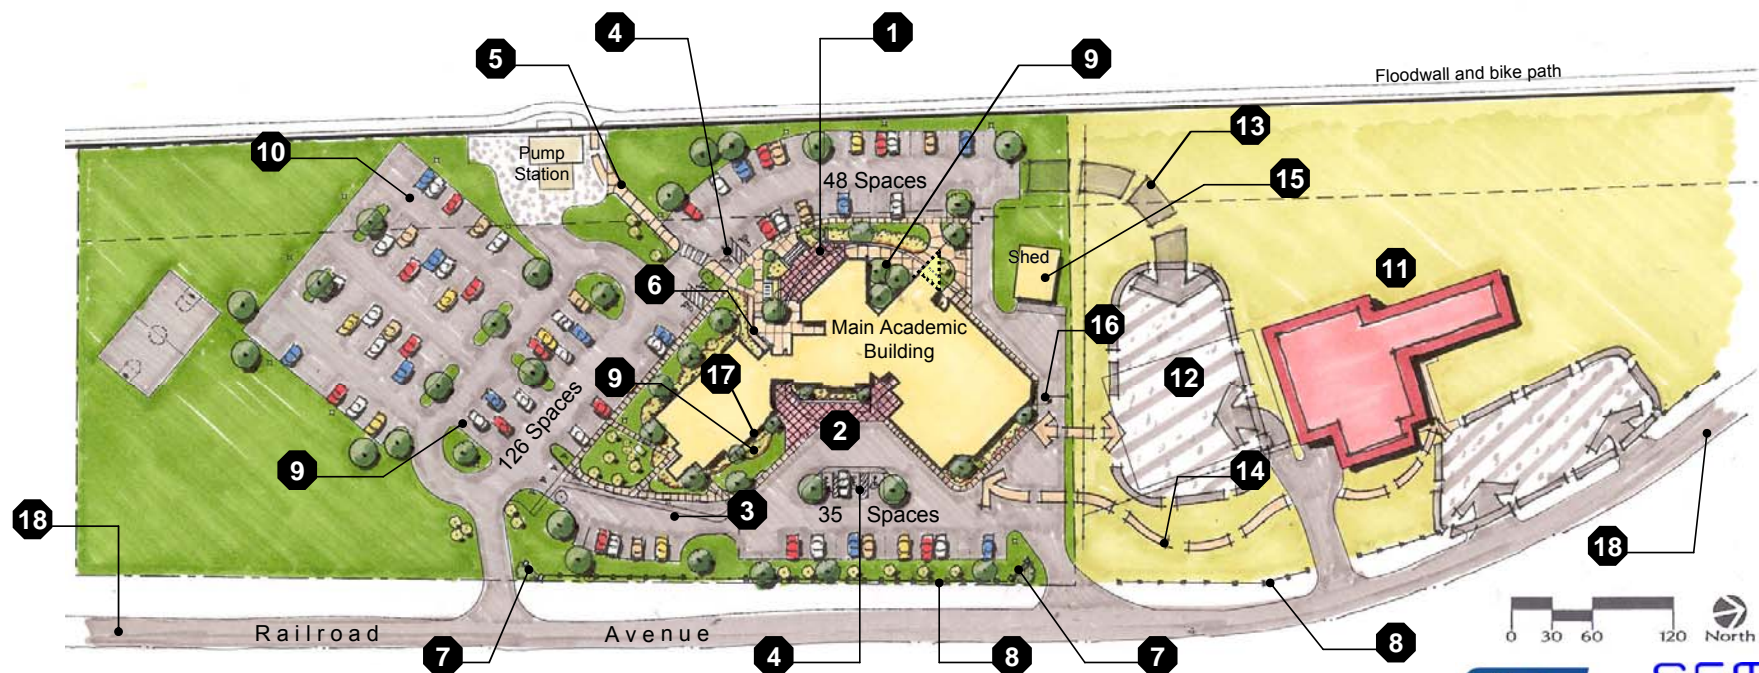 4
1
5
9
Floodwall and bike path
13
10
Pump
Station
15
48 Spaces
Shed
11
6
16
Main Academic
Building
17
9
12
2
126 Spaces
9
14
3
35 Spaces
18
18
Railroad Avenue
7
4
8
7
8
0 30 60 120 North